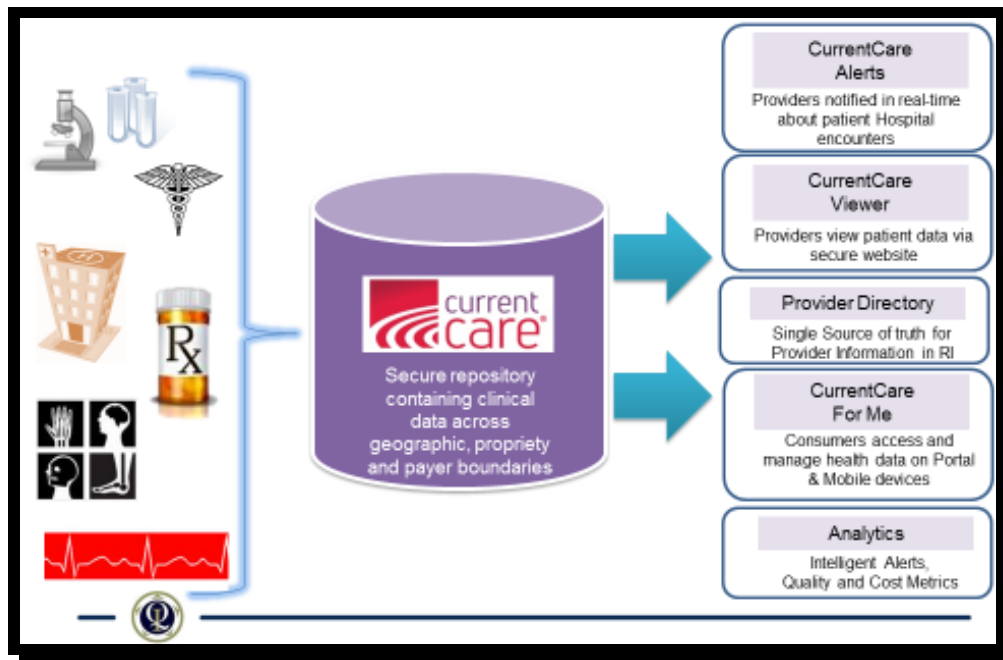 H
Rx
current
care®
Secure repository
containing clinical
data across
geographic, propriety
and payer boundaries
CurrentCare
Alerts
Providers notified in real-time
about patient Hospital
encounters
CurrentCare
Viewer
Providers view patient data via
secure website
Provider Directory
Single Source of truth for
Provider Information in RI
CurrentCare
For Me
Consumers access and
manage health data on Portal
& Mobile devices
Analytics
Intelligent Alerts,
Quality and Cost Metrics